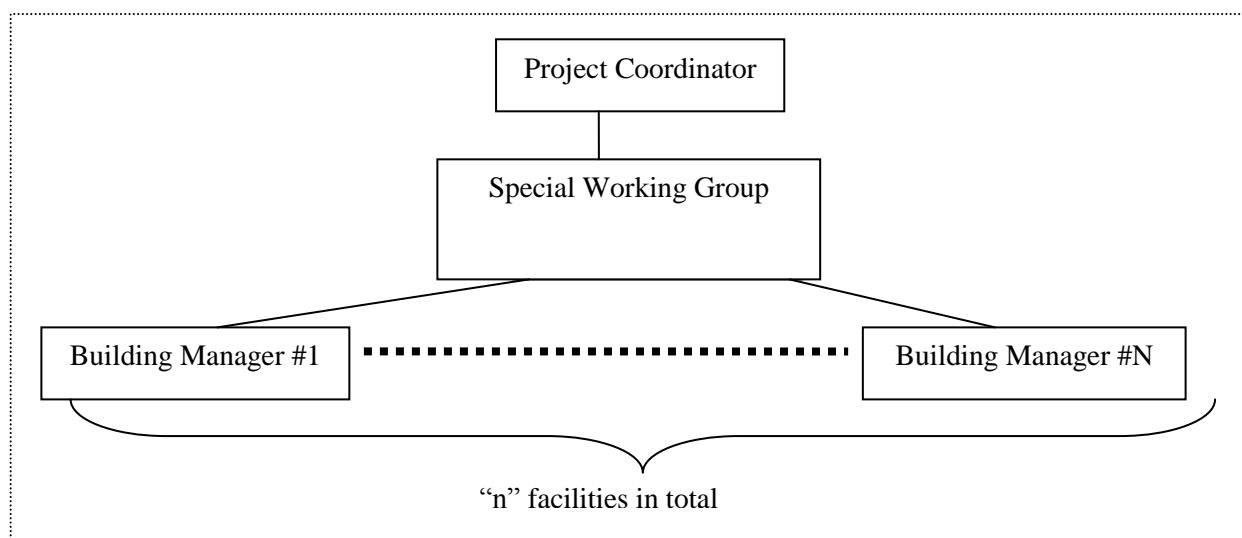 Project Coordinator
Special Working Group
Building Manager #1
Building Manager #N
“n” facilities in total